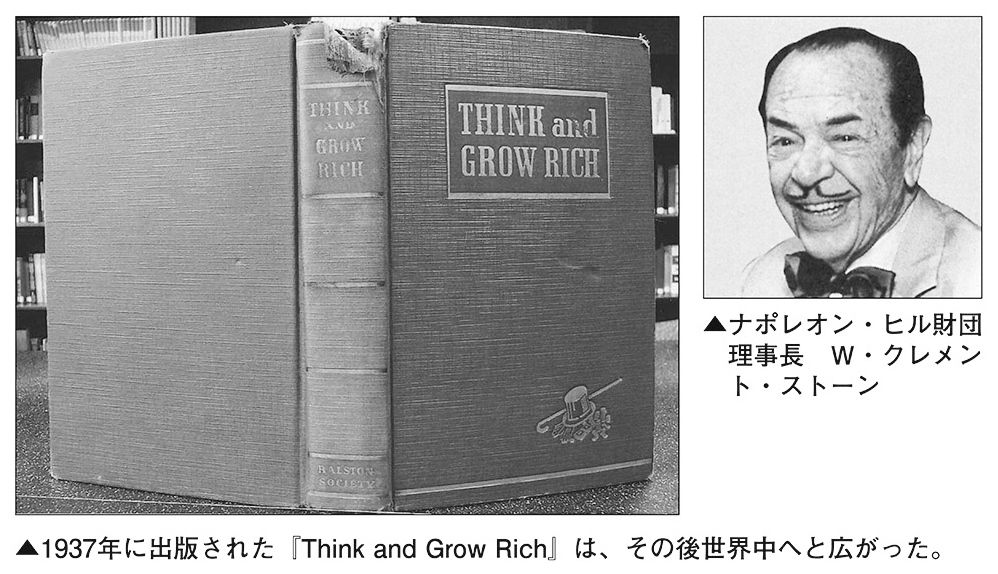 THINK
AND
GROW
RICH
RALSTON
SOCIETY
THINK and
GROW RICH
▲ナポレオン・ヒル財団
理事長　W・クレメン
ト・ストーン
▲1937年に出版された『Think and Grow Rich』は、その後世界中へと広がった。